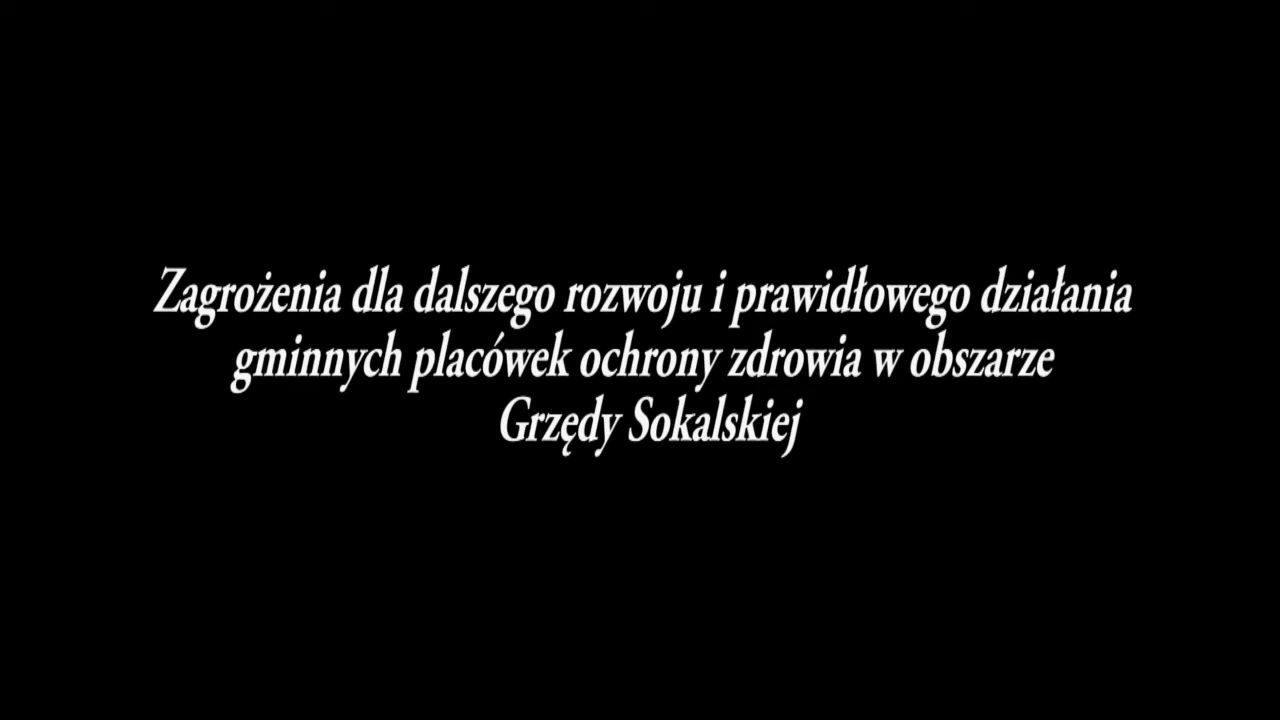 Zagrożenia dla dalszego rozwoju i prawidłowego działania
gminnych placówek ochrony zdrowia w obszarze
Grzędy Sokalskiej